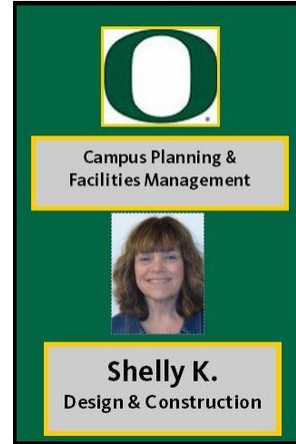 O
Campus Planning &
Facilities Management
Shelly K.
Design & Construction